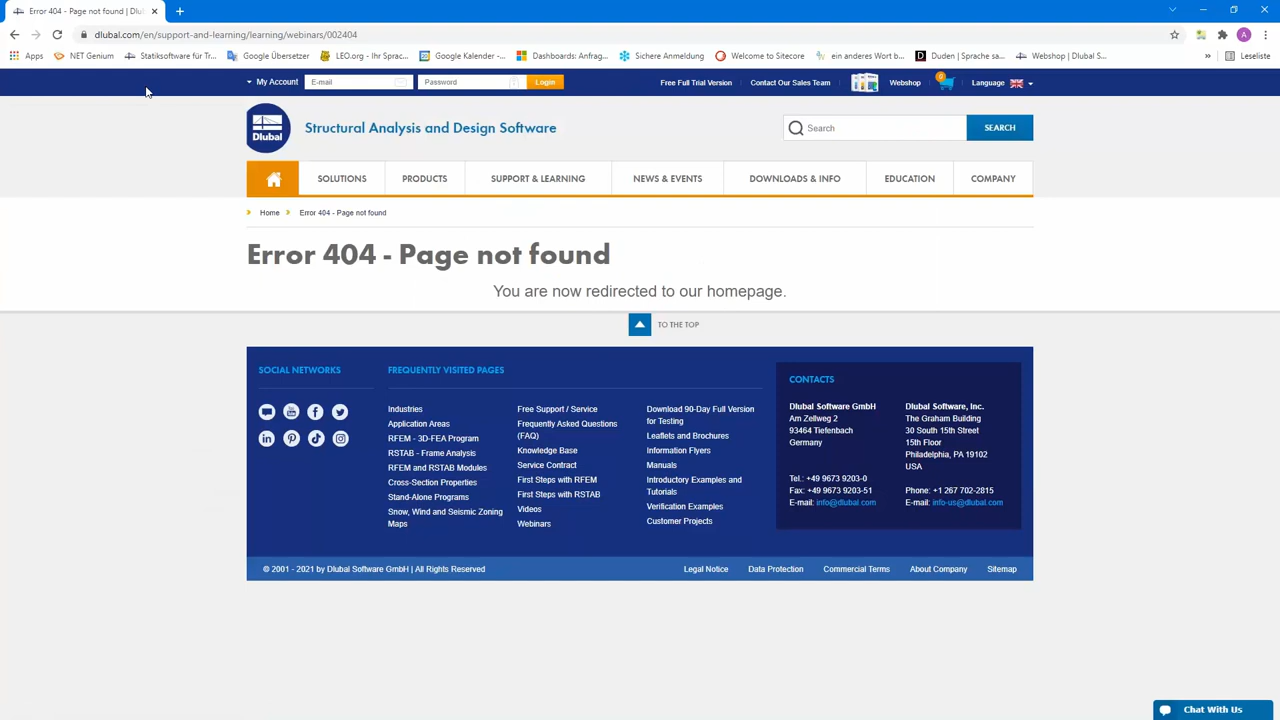 Error 404 - Page not found | Dlu
dlubal.com/en/support-and-learning/learning/webinars/002404
A
Apps
NET Genium
Statiksoftware für Tr...
Google Übersetzer
LEO.org - Ihr Sprac...
Google Kalender -...
Dashboards: Anfrag...
Sichere Anmeldung
Welcome to Sitecore
ein anderes Wort b...
Duden | Sprache sa...
Webshop | Dlubal S...
»
Leseliste
My Account
E-mail
Password
Login
Free Full Trial Version
Contact Our Sales Team
Webshop
0
Language
Dlubal
Structural Analysis and Design Software
Search
SEARCH
SOLUTIONS
PRODUCTS
SUPPORT & LEARNING
NEWS & EVENTS
DOWNLOADS & INFO
EDUCATION
COMPANY
Home
Error 404 - Page not found
Error 404 - Page not found
You are now redirected to our homepage.
TO THE TOP
SOCIAL NETWORKS
FREQUENTLY VISITED PAGES
Industries
Application Areas
RFEM - 3D-FEA Program
RSTAB - Frame Analysis
RFEM and RSTAB Modules
Cross-Section Properties
Stand-Alone Programs
Snow, Wind and Seismic Zoning
Maps
Free Support / Service
Frequently Asked Questions
(FAQ)
Knowledge Base
Service Contract
First Steps with RFEM
First Steps with RSTAB
Videos
Webinars
Download 90-Day Full Version
for Testing
Leaflets and Brochures
Information Flyers
Manuals
Introductory Examples and
Tutorials
Verification Examples
Customer Projects
CONTACTS
Dlubal Software GmbH
Am Zellweg 2
93464 Tiefenbach
Germany
Tel.: +49 9673 9203-0
Fax: +49 9673 9203-51
E-mail: info@dlubal.com
Dlubal Software, Inc.
The Graham Building
30 South 15th Street
15th Floor
Philadelphia, PA 19102
USA
Phone: +1 267 702-2815
E-mail: info-us@dlubal.com
© 2001 - 2021 by Dlubal Software GmbH | All Rights Reserved
Legal Notice
Data Protection
Commercial Terms
About Company
Sitemap
Chat With Us